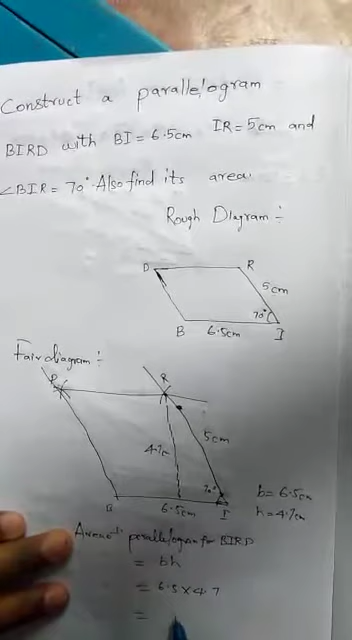 Construct a parallelogram
BIRD with BI = 6.5cm IR = 5cm and
∠BIR = 70°. Also find its area.
Rough Diagram :-
D R
5cm
70°
B 6.5cm I
Fair diagram :-
D R
4.7c 5cm
70°
B 6.5cm I
b = 6.5cm
h = 4.7cm
Area of parallelogram BIRD
= bh
= 6.5 × 4.7
=